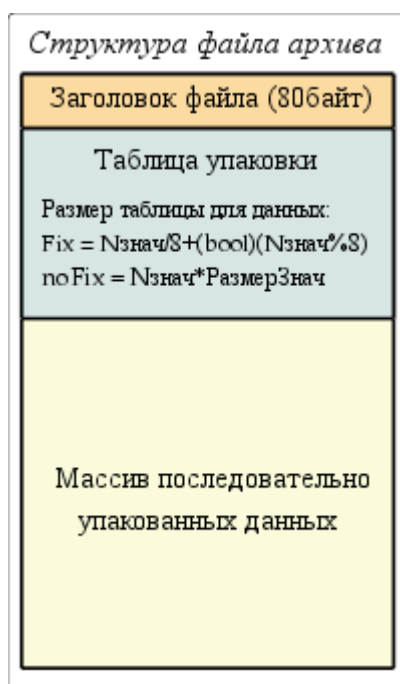 Структура файла архива
Заголовок файла (80байт)
Таблица упаковки
Размер таблицы для данных:
Fix = Nзнач/8+(bool)(Nзнач%8)
noFix = Nзнач*РазмерЗнач
Массив последовательно
упакованных данных